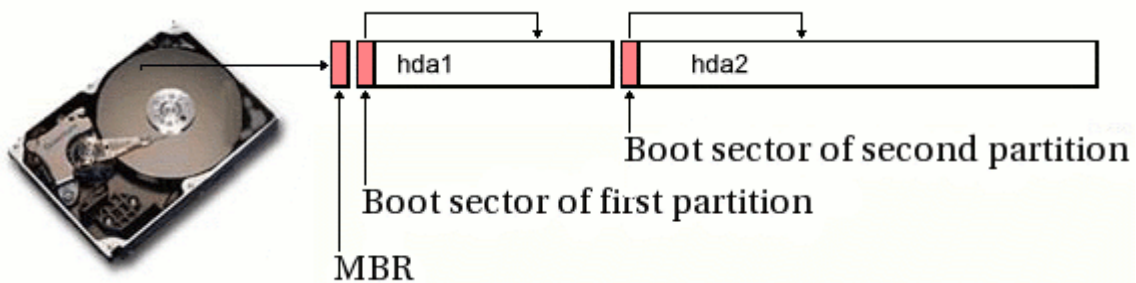 hda1
hda2
Boot sector of second partition
Boot sector of first partition
MBR